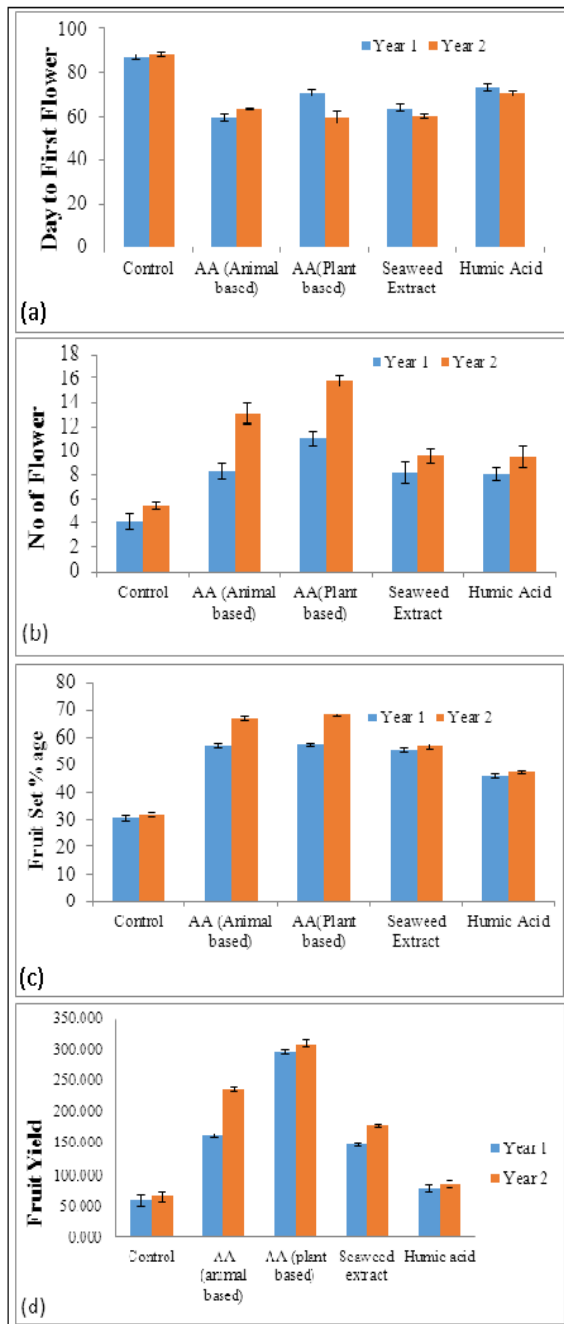 100
80
60
40
20
0
Day to First Flower
Year 1 Year 2
Control AA (Animal based) AA(Plant based) Seaweed Extract Humic Acid
(a)
18
16
14
12
10
8
6
4
2
0
No of Flower
Year 1 Year 2
Control AA (Animal based) AA(Plant based) Seaweed Extract Humic Acid
(b)
80
70
60
50
40
30
20
10
0
Fruit Set % age
Year 1 Year 2
Control AA (Animal based) AA(Plant based) Seaweed Extract Humic Acid
(c)
350.000
300.000
250.000
200.000
150.000
100.000
50.000
0.000
Fruit Yield
Year 1
Year 2
Control AA (animal based) AA (plant based) Seaweed extract Humic acid
(d)